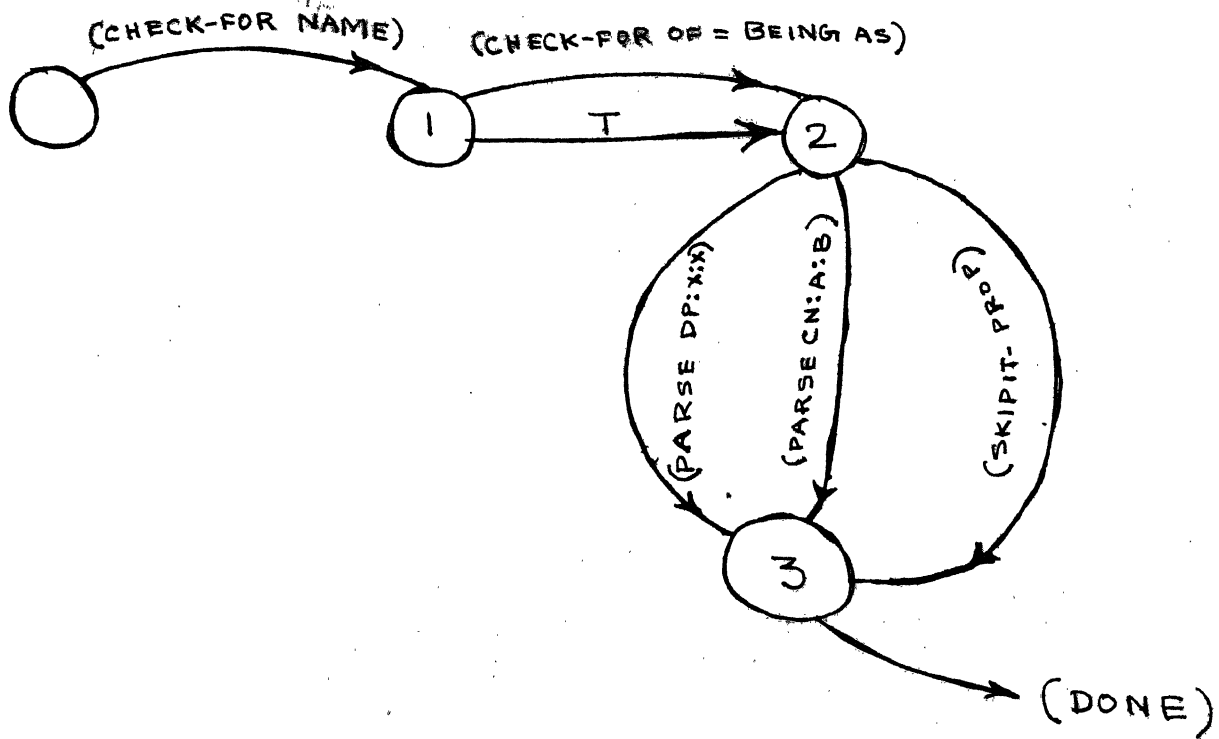 (CHECK-FOR NAME)
(CHECK-FOR OF = BEING AS)
1
T
2
(PARSE DP:X:X)
(PARSE CN:A:B)
(SKIPIT-PROP)
3
(DONE)